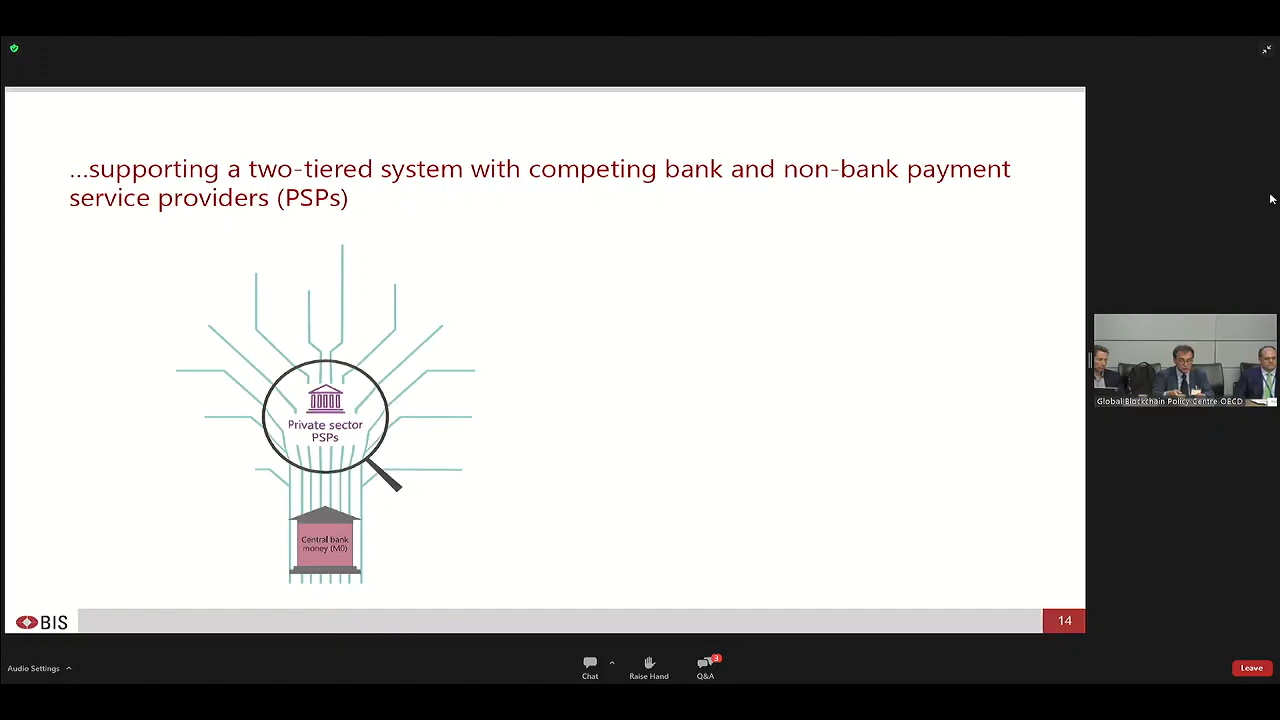 ...supporting a two-tiered system with competing bank and non-bank payment
service providers (PSPs)
Private sector
PSPs
Central bank
money (M0)
BIS
14
Global Blockchain Policy Centre OECD
Audio Settings
Chat
Raise Hand
Q&A
3
Leave